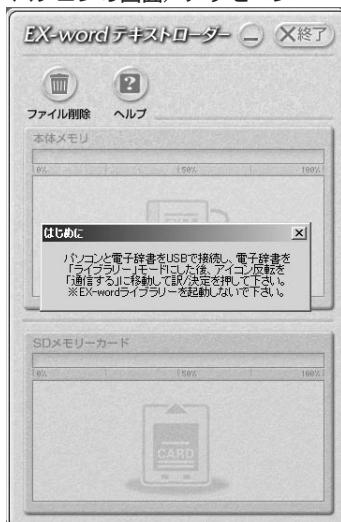 EX-word テキストローダー
×終了
ファイル削除 ヘルプ
本体メモリ
0% 50% 100%
はじめに
パソコンと電子辞書をUSBで接続し、電子辞書を
「ライブラリー」モードにした後、アイコン反転を
「通信する」に移動して訳/決定を押して下さい。
※EX-wordライブラリーを起動しないで下さい。
SDメモリーカード
0% 50% 100%
CARD